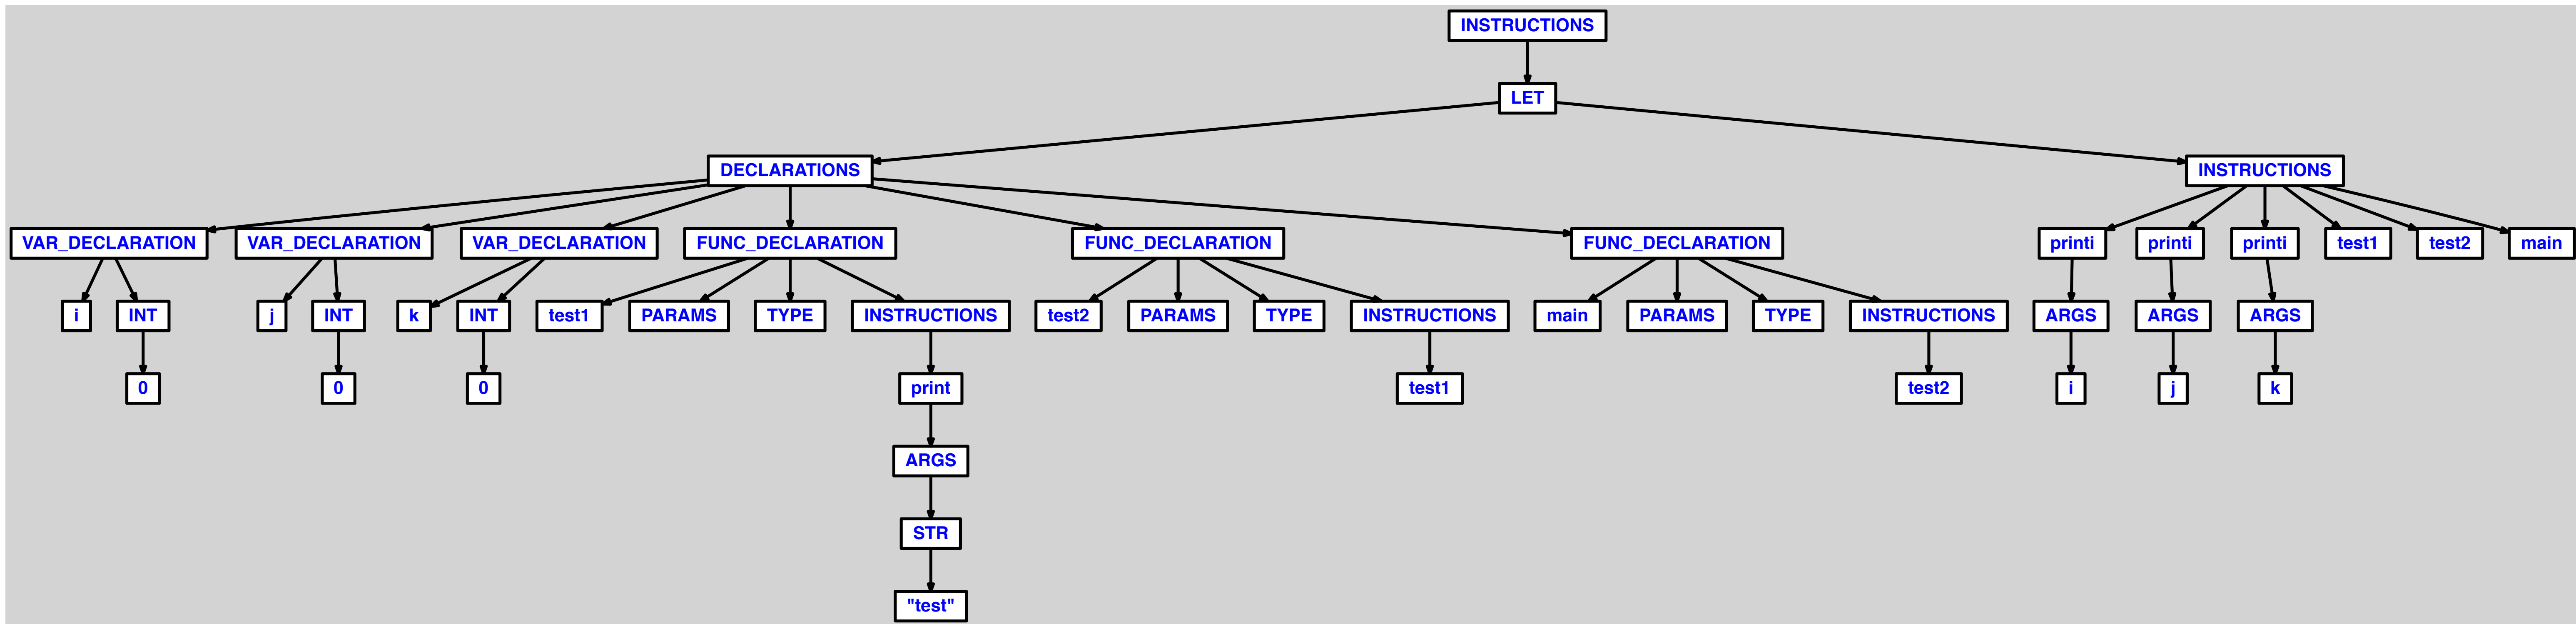 INSTRUCTIONS
LET
DECLARATIONS
INSTRUCTIONS
VAR_DECLARATION
VAR_DECLARATION
VAR_DECLARATION
FUNC_DECLARATION
FUNC_DECLARATION
FUNC_DECLARATION
printi
printi
printi
test1
test2
main
i
INT
j
INT
k
INT
test1
PARAMS
TYPE
INSTRUCTIONS
test2
PARAMS
TYPE
INSTRUCTIONS
main
PARAMS
TYPE
INSTRUCTIONS
ARGS
ARGS
ARGS
0
0
0
print
test1
test2
i
j
k
ARGS
STR
"test"